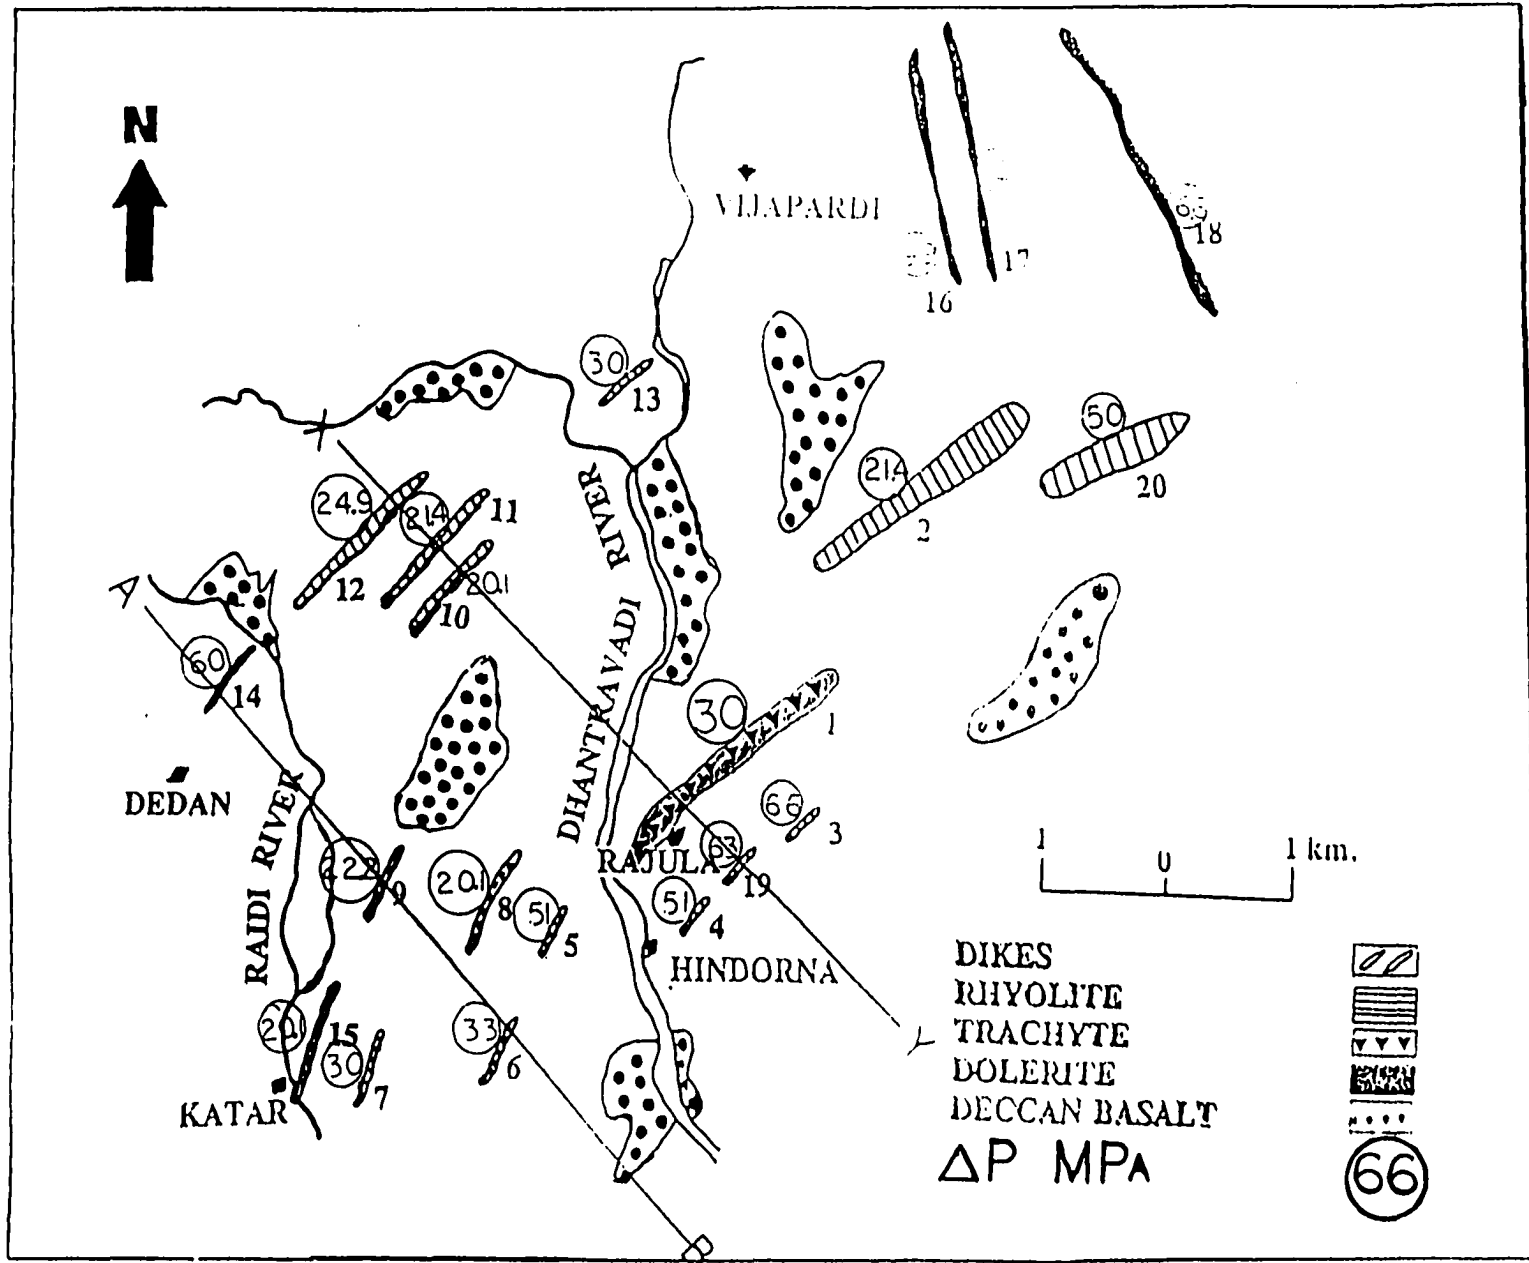 N
VIJAPARDI
18
17
16
30
13
50
21.4
20
2
24.9
21.4
11
12
10
20.1
A
60
14
RIVER
DHANTRAVADI
30
1
DEDAN
66
3
RAIDI RIVER
RAJULA
63
19
1 0 1 km.
9
20.1
8
51
5
51
4
HINDORNA
20.1
15
30
7
33
6
KATAR
Y
DIKES
RHYOLITE
TRACHYTE
DOLERITE
DECCAN BASALT
ΔP MPA
66